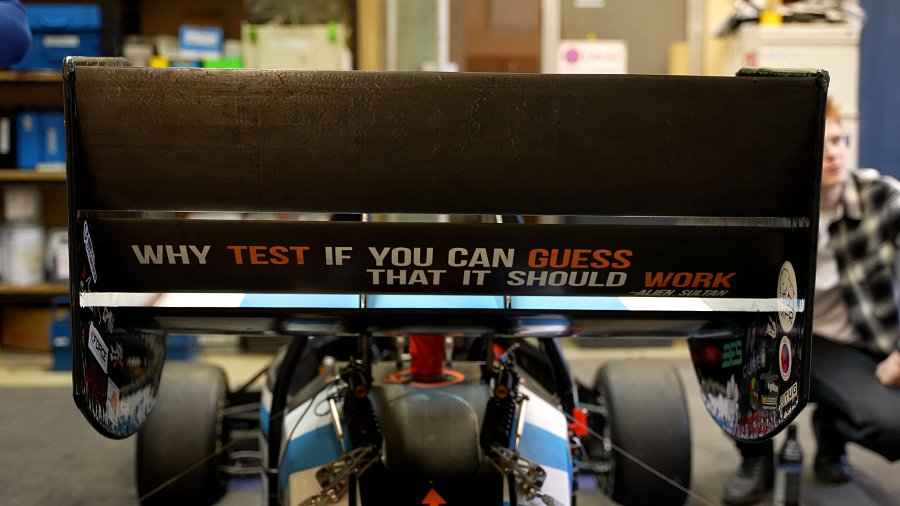 WHY TEST IF YOU CAN GUESS
THAT IT SHOULD WORK
-ALIEN SULTAN